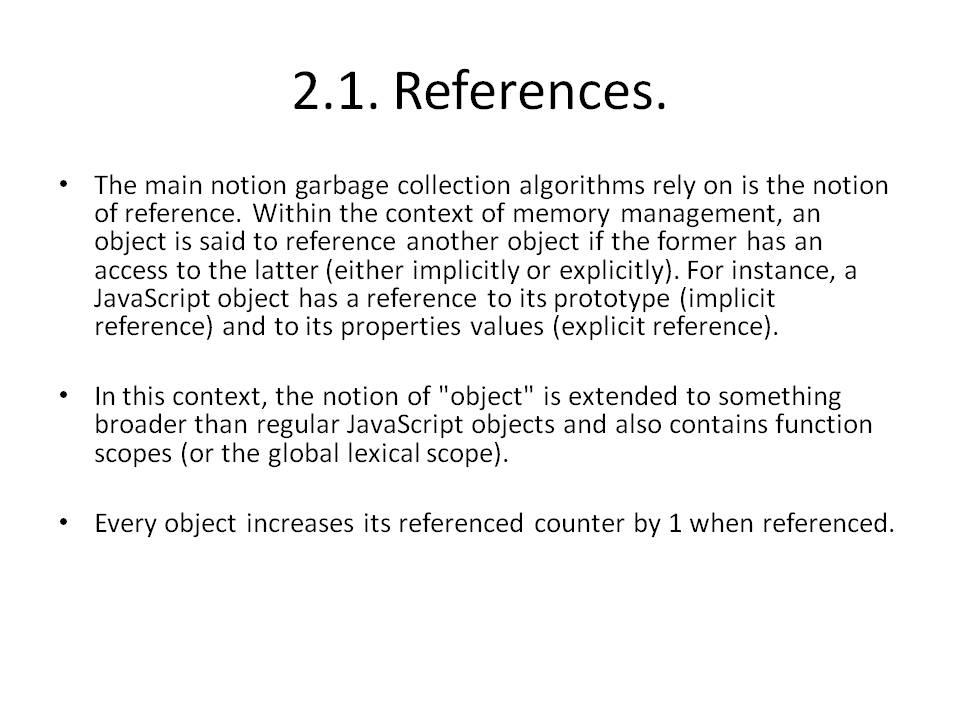 2.1. References.
• The main notion garbage collection algorithms rely on is the notion
of reference. Within the context of memory management, an
object is said to reference another object if the former has an
access to the latter (either implicitly or explicitly). For instance, a
JavaScript object has a reference to its prototype (implicit
reference) and to its properties values (explicit reference).
• In this context, the notion of "object" is extended to something
broader than regular JavaScript objects and also contains function
scopes (or the global lexical scope).
• Every object increases its referenced counter by 1 when referenced.